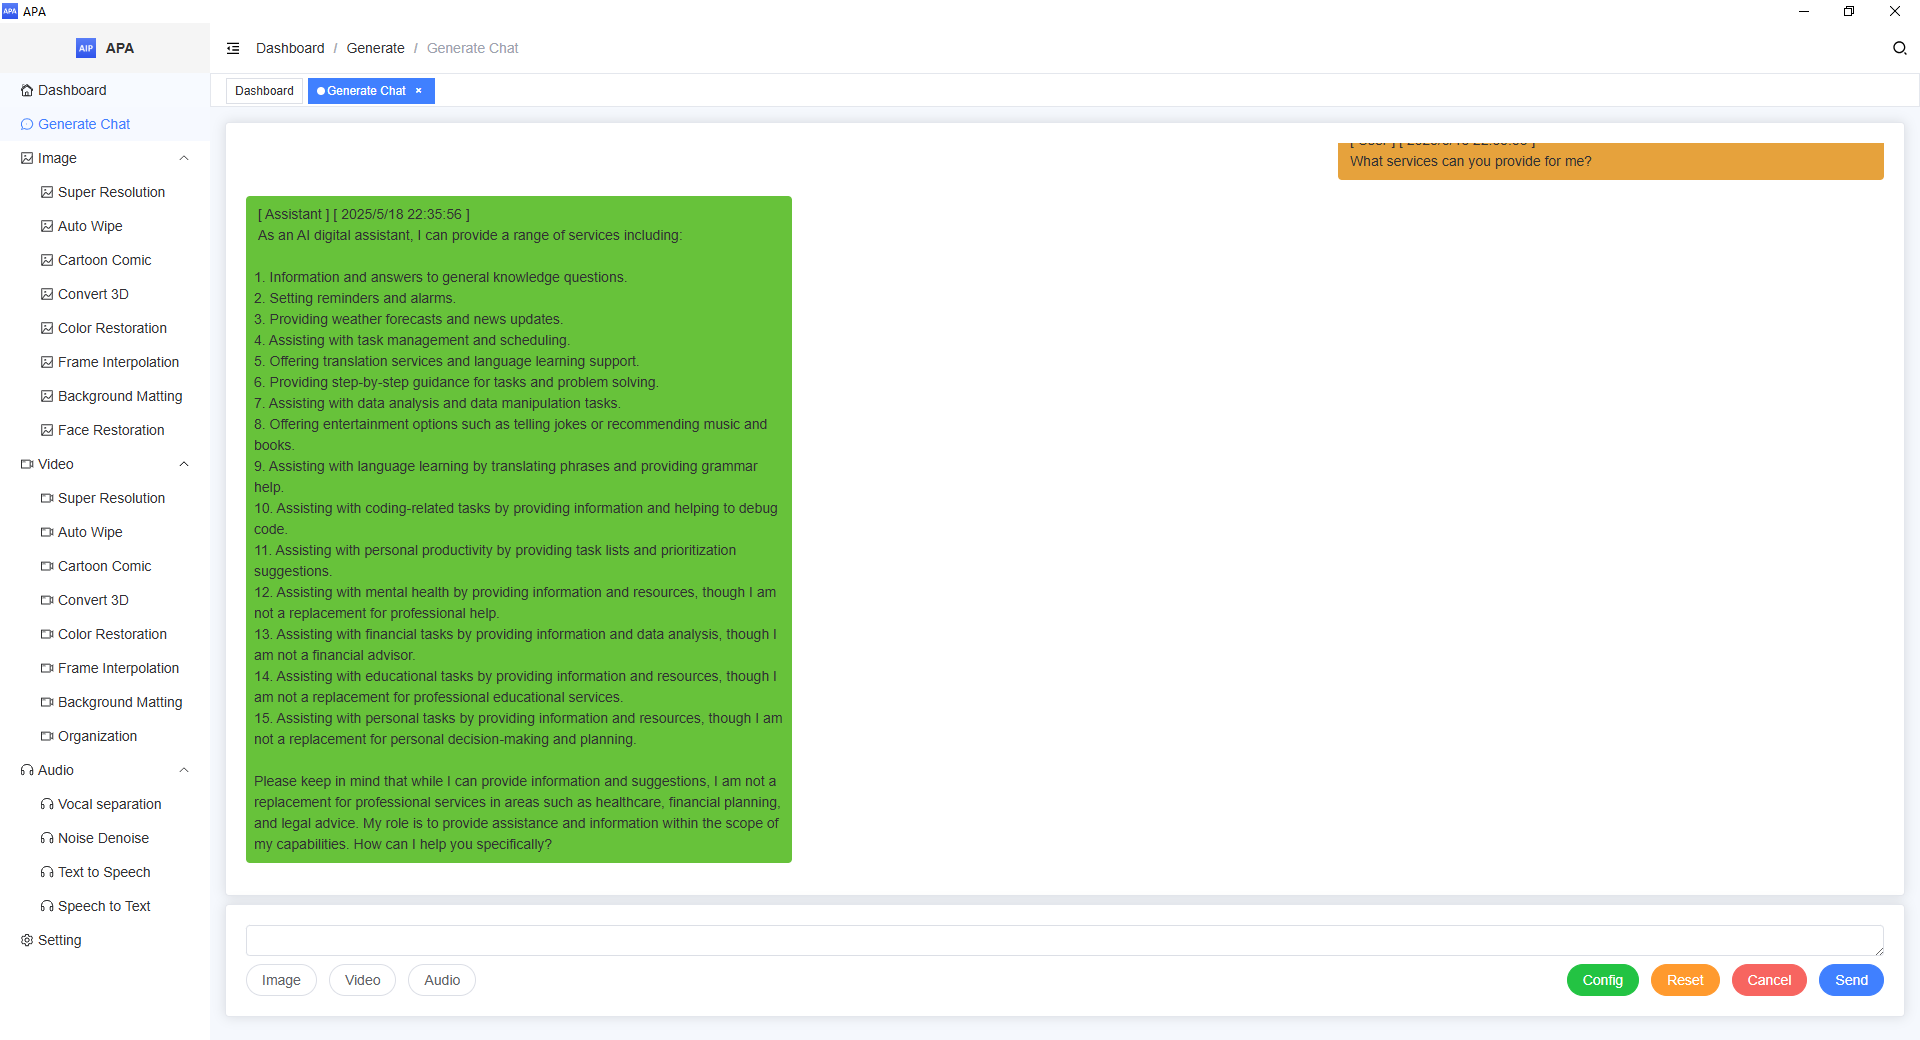 APA APA
AIP APA
Dashboard / Generate / Generate Chat
Dashboard
Generate Chat ×
Dashboard
Generate Chat
Image
Super Resolution
Auto Wipe
Cartoon Comic
Convert 3D
Color Restoration
Frame Interpolation
Background Matting
Face Restoration
Video
Super Resolution
Auto Wipe
Cartoon Comic
Convert 3D
Color Restoration
Frame Interpolation
Background Matting
Organization
Audio
Vocal separation
Noise Denoise
Text to Speech
Speech to Text
Setting
What services can you provide for me?
[ Assistant ] [ 2025/5/18 22:35:56 ]
As an AI digital assistant, I can provide a range of services including:
1. Information and answers to general knowledge questions.
2. Setting reminders and alarms.
3. Providing weather forecasts and news updates.
4. Assisting with task management and scheduling.
5. Offering translation services and language learning support.
6. Providing step-by-step guidance for tasks and problem solving.
7. Assisting with data analysis and data manipulation tasks.
8. Offering entertainment options such as telling jokes or recommending music and
books.
9. Assisting with language learning by translating phrases and providing grammar
help.
10. Assisting with coding-related tasks by providing information and helping to debug
code.
11. Assisting with personal productivity by providing task lists and prioritization
suggestions.
12. Assisting with mental health by providing information and resources, though I am
not a replacement for professional help.
13. Assisting with financial tasks by providing information and data analysis, though I
am not a financial advisor.
14. Assisting with educational tasks by providing information and resources, though I
am not a replacement for professional educational services.
15. Assisting with personal tasks by providing information and resources, though I am
not a replacement for personal decision-making and planning.
Please keep in mind that while I can provide information and suggestions, I am not a
replacement for professional services in areas such as healthcare, financial planning,
and legal advice. My role is to provide assistance and information within the scope of
my capabilities. How can I help you specifically?
Image
Video
Audio
Config
Reset
Cancel
Send